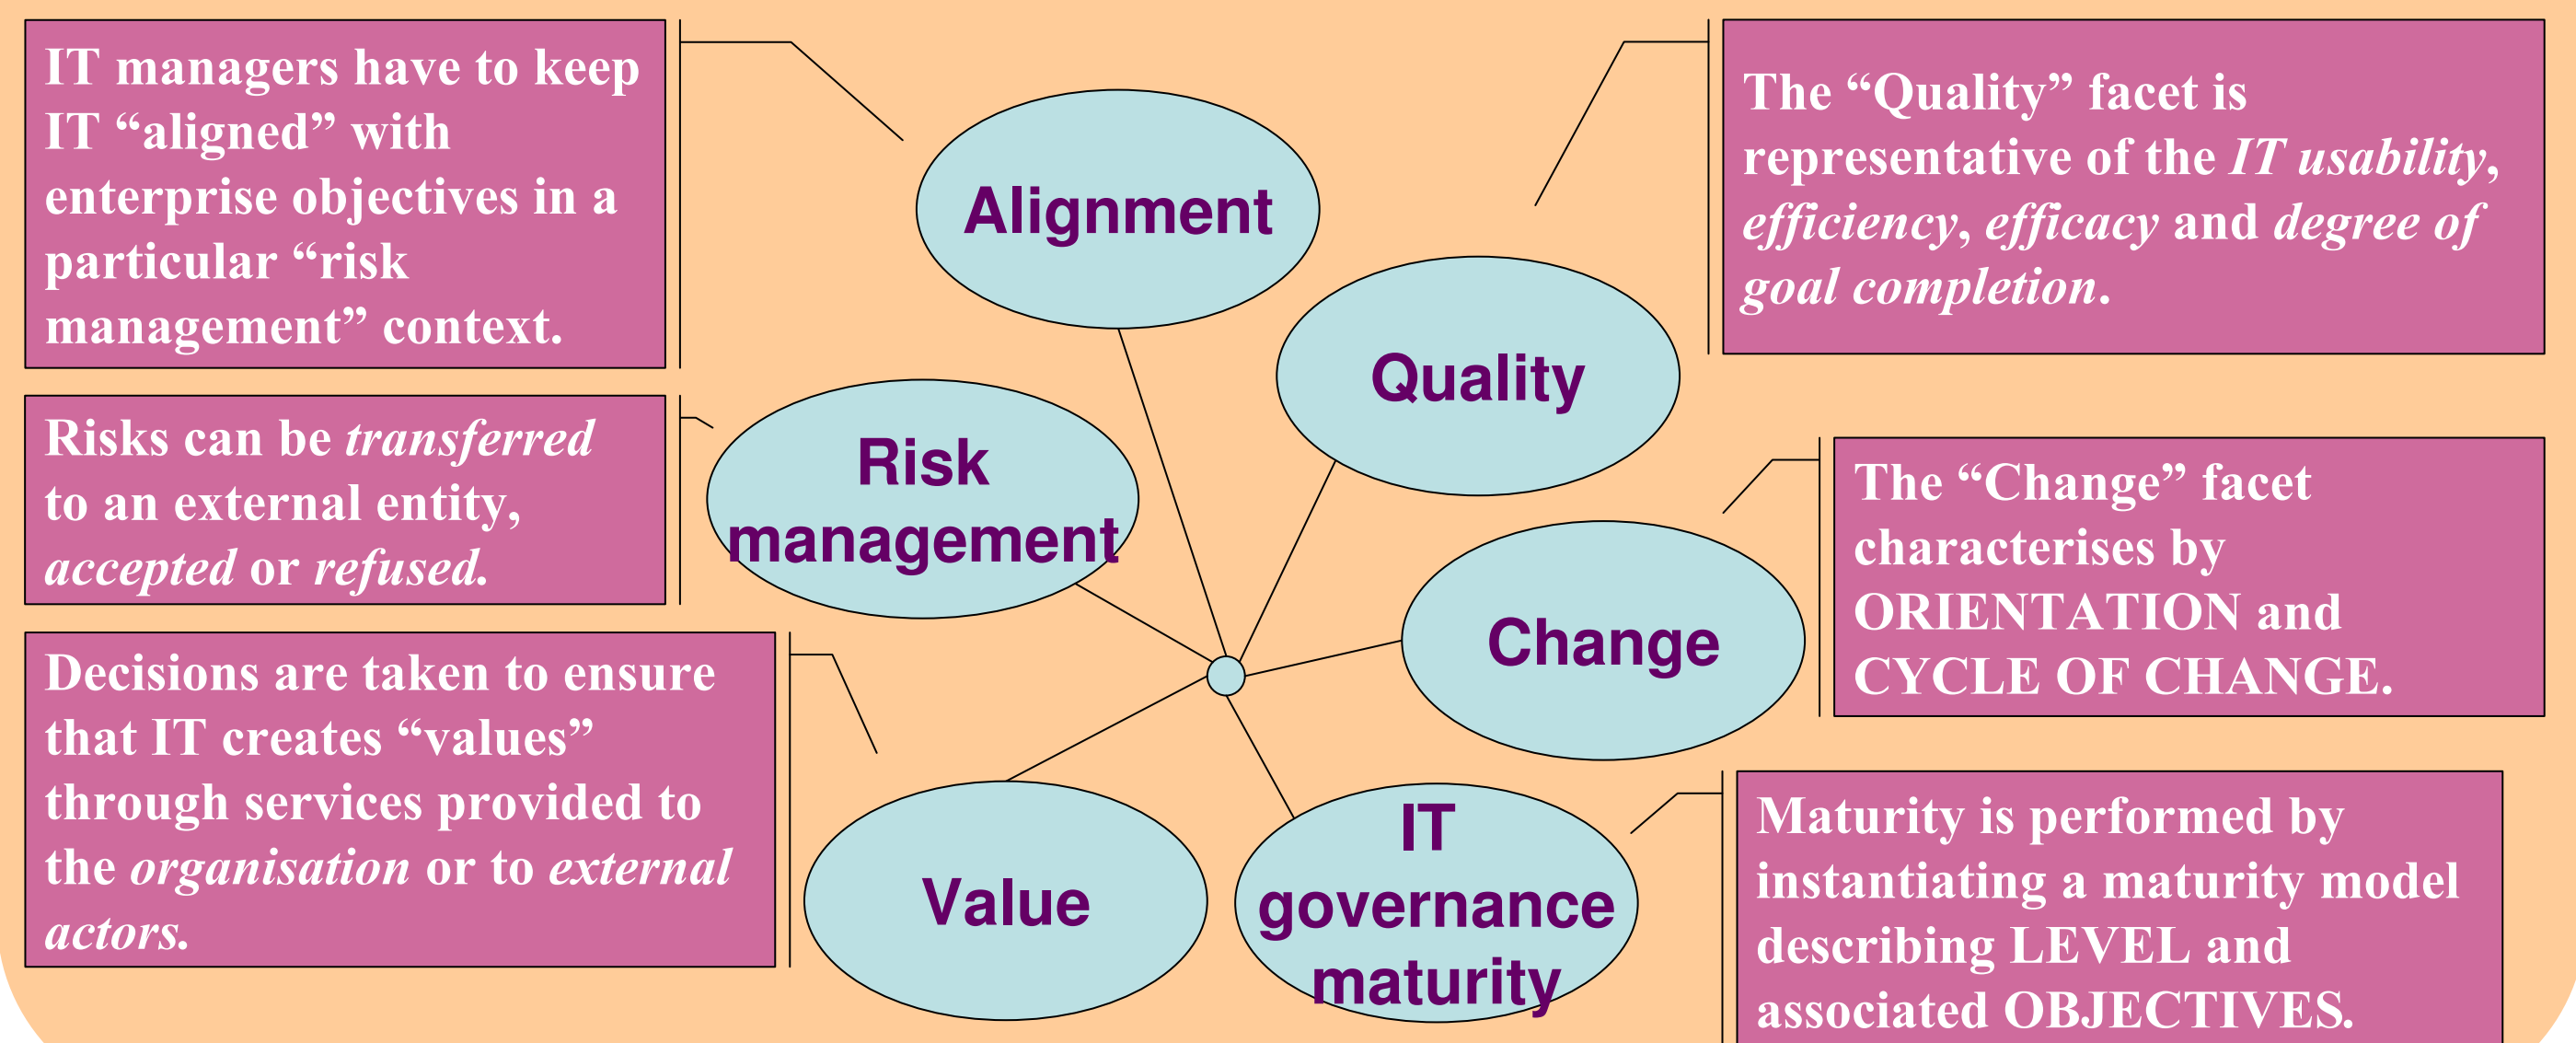 IT managers have to keep
IT “aligned” with
enterprise objectives in a
particular “risk
management” context.
Alignment
The “Quality” facet is
representative of the IT usability,
efficiency, efficacy and degree of
goal completion.
Quality
Risks can be transferred
to an external entity,
accepted or refused.
Risk
management
The “Change” facet
characterises by
ORIENTATION and
CYCLE OF CHANGE.
Change
Decisions are taken to ensure
that IT creates “values”
through services provided to
the organisation or to external
actors.
Value
IT
governance
maturity
Maturity is performed by
instantiating a maturity model
describing LEVEL and
associated OBJECTIVES.